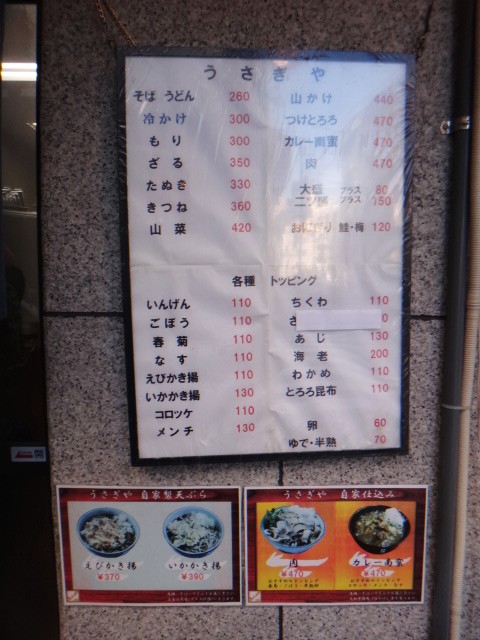 うさぎや
そば うどん 260
冷かけ 300
もり 300
ざる 350
たぬき 330
きつね 360
山菜 420
山かけ 440
つけとろろ 470
カレー南蛮 470
肉 470
大盛 プラス 80
二ツ盛 プラス 150
おにぎり 鮭・梅 120
各種 トッピング
いんげん 110
ごぼう 110
春菊 110
なす 110
えびかき揚 110
いかかき揚 130
コロッケ 110
メンチ 130
ちくわ 110
さ 0
あじ 130
海老 200
わかめ 110
とろろ昆布 110
卵 60
ゆで・半熟 70
うさぎや 自家製天ぷら
えびかき揚 ¥370
いかかき揚 ¥390
うさぎや 自家仕込み
肉 ¥470
カレー南蛮 ¥470